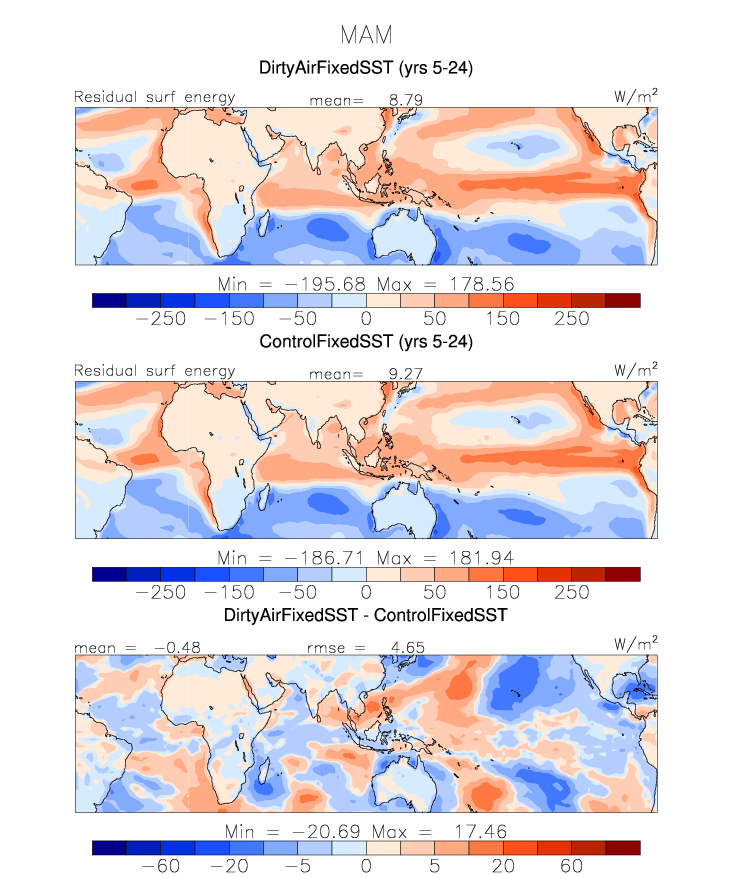 MAM
DirtyAirFixedSST (yrs 5-24)
Residual surf energy mean= 8.79 W/m²
Min = −195.68 Max = 178.56
−250 −150 −50 0 50 150 250
ControlFixedSST (yrs 5-24)
Residual surf energy mean= 9.27 W/m²
Min = −186.71 Max = 181.94
−250 −150 −50 0 50 150 250
DirtyAirFixedSST - ControlFixedSST
mean = −0.48 rmse = 4.65 W/m²
Min = −20.69 Max = 17.46
−60 −20 −5 0 5 20 60